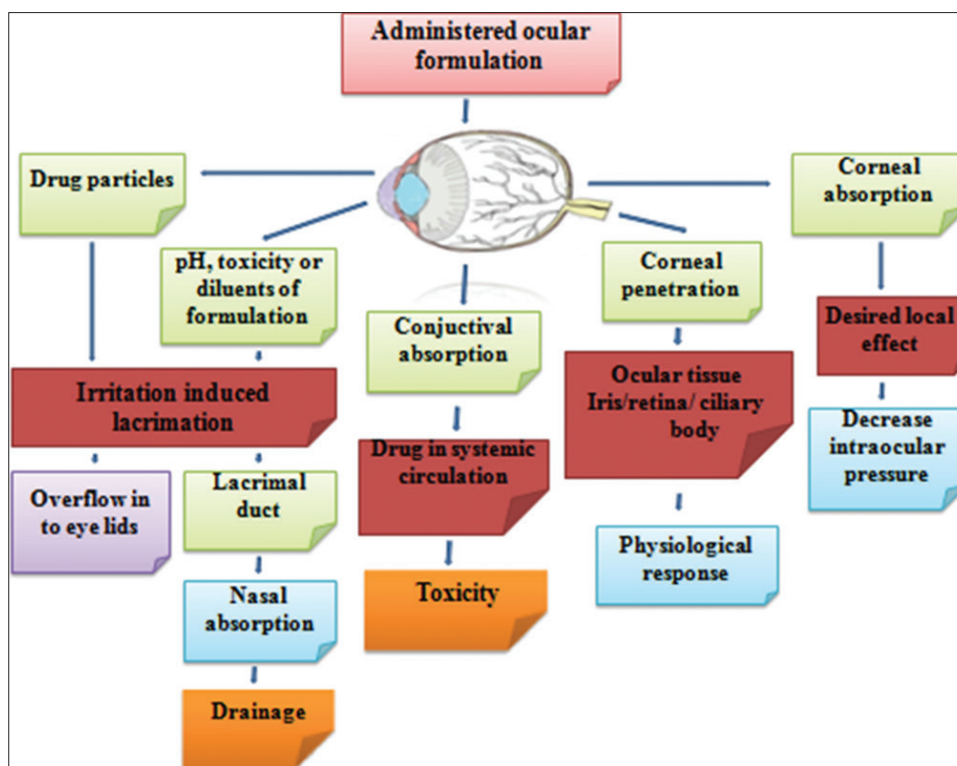 Administered ocular
formulation
Drug particles
Corneal
absorption
pH, toxicity or
diluents of
formulation
Corneal
penetration
Conjuctival
absorption
Desired local
effect
Irritation induced
lacrimation
Ocular tissue
Iris/retina/ ciliary
body
Decrease
intraocular
pressure
Drug in systemic
circulation
Overflow in
to eye lids
Lacrimal
duct
Physiological
response
Toxicity
Nasal
absorption
Drainage